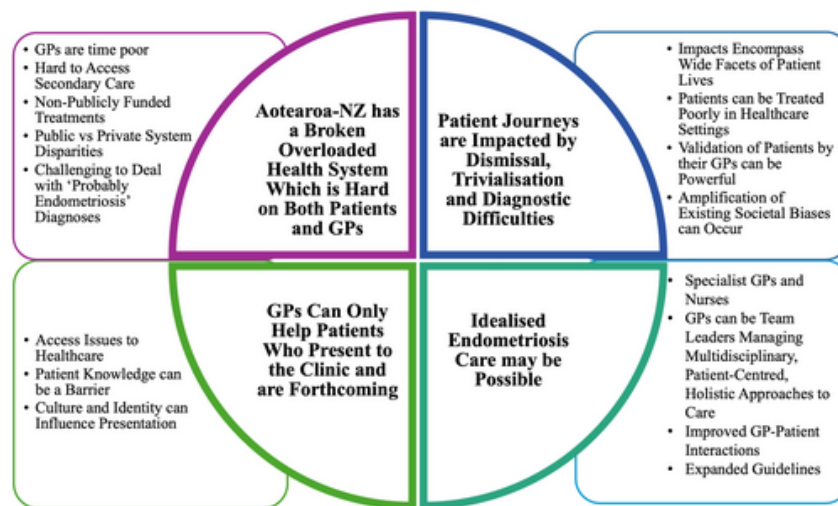 • GPs are time poor
• Hard to Access
Secondary Care
• Non-Publicly Funded
Treatments
• Public vs Private System
Disparities
• Challenging to Deal
with ‘Probably
Endometriosis’
Diagnoses
Aotearoa-NZ has
a Broken
Overloaded
Health System
Which is Hard
on Both Patients
and GPs
Patient Journeys
are Impacted by
Dismissal,
Trivialisation
and Diagnostic
Difficulties
• Impacts Encompass
Wide Facets of Patient
Lives
• Patients can be Treated
Poorly in Healthcare
Settings
• Validation of Patients by
their GPs can be
Powerful
• Amplification of
Existing Societal Biases
can Occur
• Access Issues to
Healthcare
• Patient Knowledge can
be a Barrier
• Culture and Identity can
Influence Presentation
GPs Can Only
Help Patients
Who Present to
the Clinic and
are Forthcoming
Idealised
Endometriosis
Care may be
Possible
• Specialist GPs and
Nurses
• GPs can be Team
Leaders Managing
Multidisciplinary,
Patient-Centred,
Holistic Approaches to
Care
• Improved GP-Patient
Interactions
• Expanded Guidelines